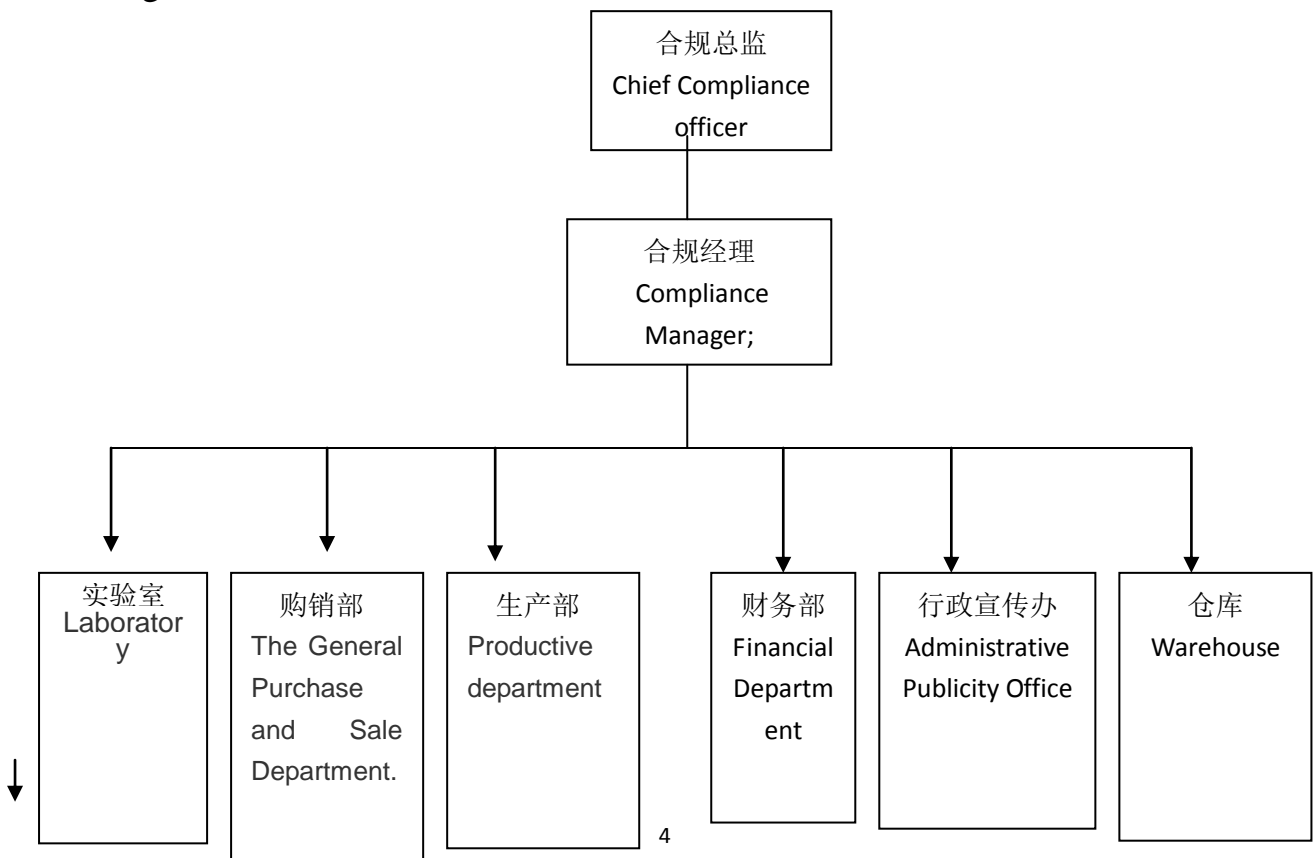 合规总监
Chief Compliance
officer
合规经理
Compliance
Manager;
实验室
Laborator
y
购销部
The General
Purchase
and Sale
Department.
生产部
Productive
department
财务部
Financial
Departm
ent
行政宣传办
Administrative
Publicity Office
仓库
Warehouse
4